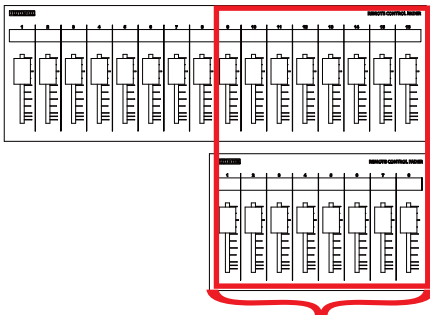 REMOTE CONTROL FADER
1 2 3 4 5 6 7 8 9 10 11 12 13 14 15 16
REMOTE CONTROL FADER
1 2 3 4 5 6 7 8